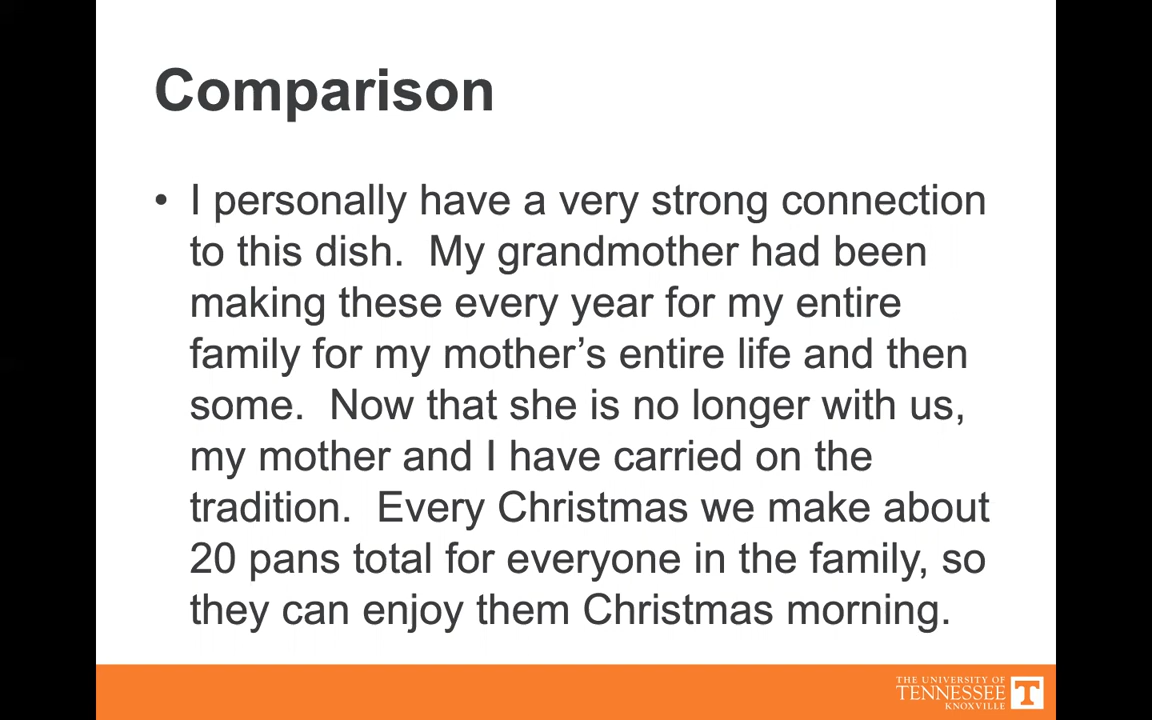 Comparison
• I personally have a very strong connection
to this dish.  My grandmother had been
making these every year for my entire
family for my mother’s entire life and then
some.  Now that she is no longer with us,
my mother and I have carried on the
tradition.  Every Christmas we make about
20 pans total for everyone in the family, so
they can enjoy them Christmas morning.
THE UNIVERSITY OF
TENNESSEE T
KNOXVILLE